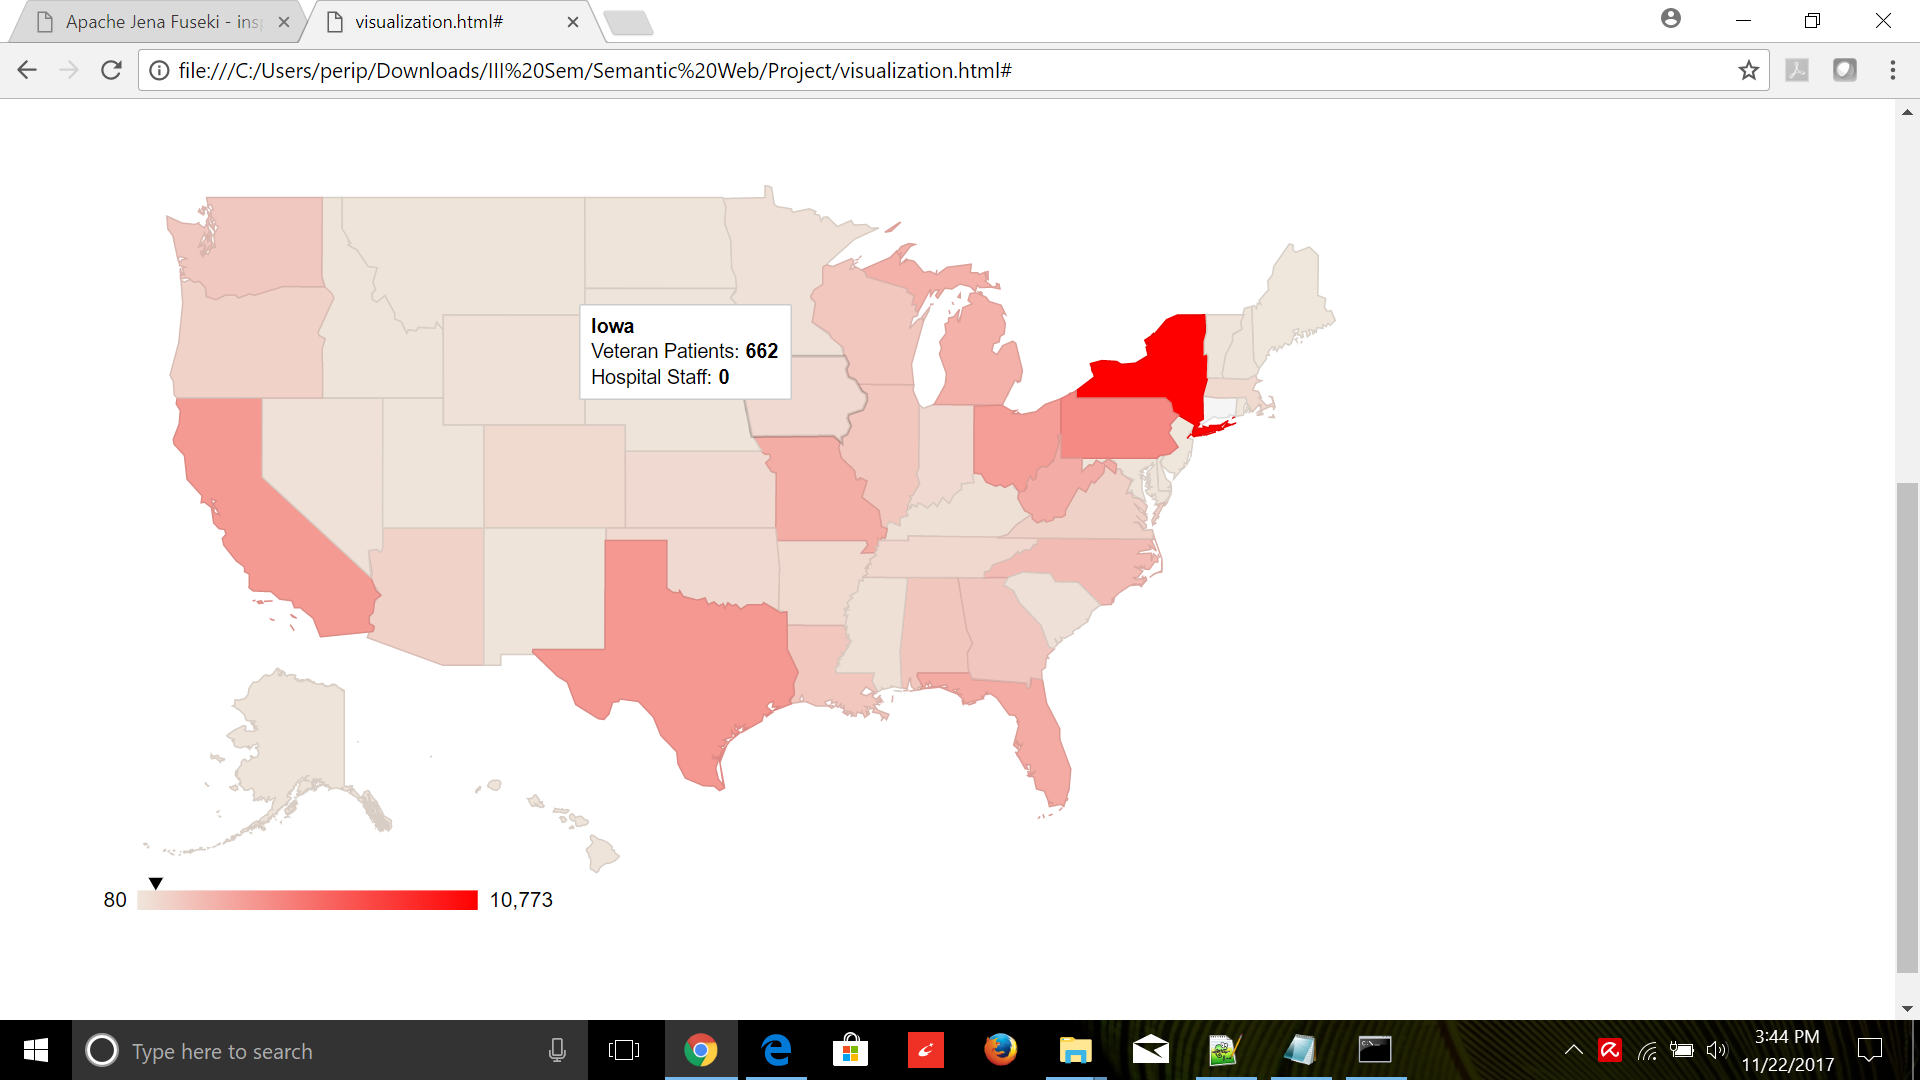 Apache Jena Fuseki - ins
visualization.html#
file:///C:/Users/perip/Downloads/III%20Sem/Semantic%20Web/Project/visualization.html#
Iowa
Veteran Patients: 662
Hospital Staff: 0
80
10,773
Type here to search
3:44 PM
11/22/2017